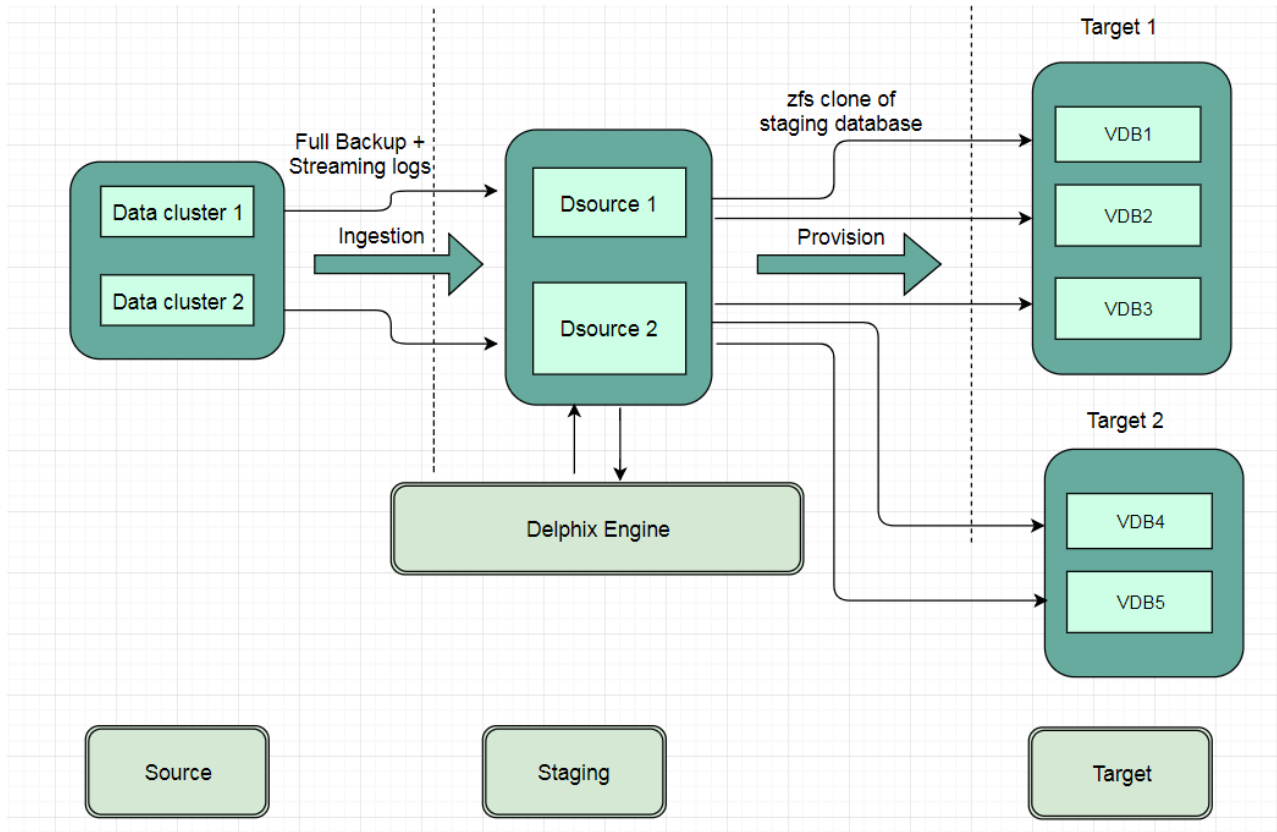 Target 1
zfs clone of
staging database
VDB1
Full Backup +
Streaming logs
Data cluster 1
Dsource 1
VDB2
Ingestion
Provision
Data cluster 2
Dsource 2
VDB3
Target 2
Delphix Engine
VDB4
VDB5
Source
Staging
Target